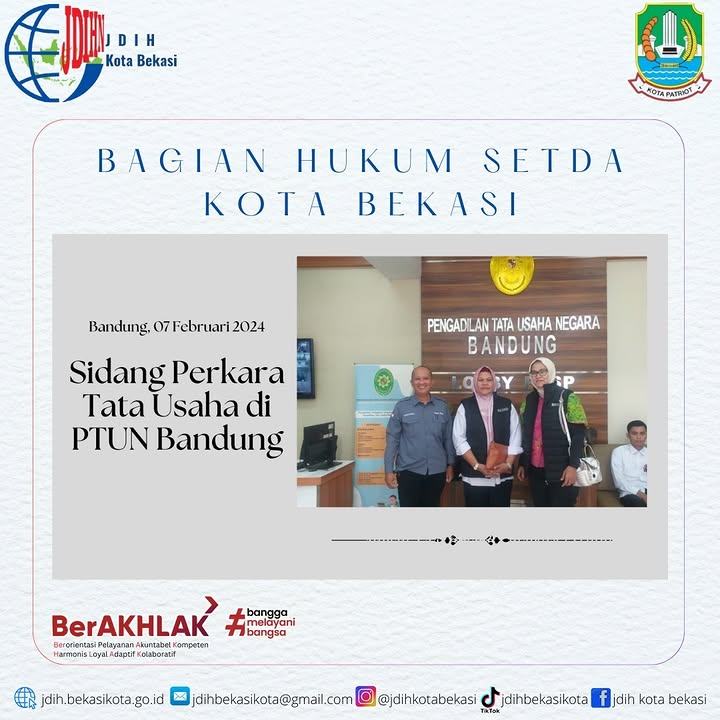 JDIHN
JDIH
Kota Bekasi
KOTA PATRIOT
BAGIAN HUKUM SETDA
KOTA BEKASI
Bandung, 07 Februari 2024
Sidang Perkara
Tata Usaha di
PTUN Bandung
PENGADILAN TATA USAHA NEGARA
BANDUNG
BerAKHLAK
Berorientasi Pelayanan Akuntabel Kompeten
Harmonis Loyal Adaptif Kolaboratif
#bangga
melayani
bangsa
jdih.bekasikota.go.id jdihbekasikota@gmail.com @jdihkotabekasi TikTok jdihbekasikota jdih kota bekasi